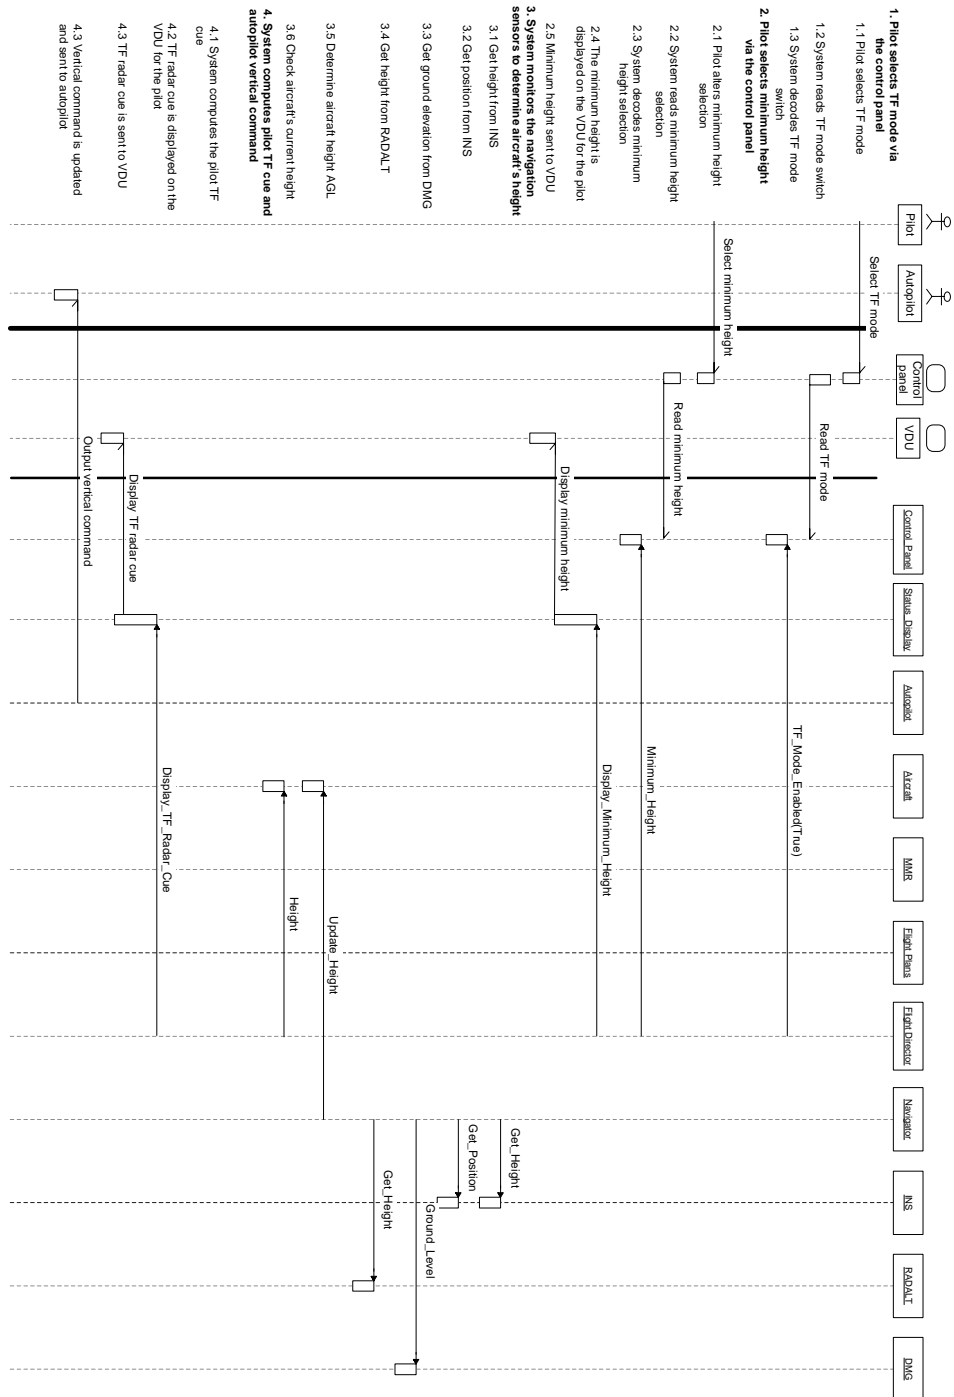 1. Pilot selects TF mode via
the control panel
1.1 Pilot selects TF mode
1.2 System reads TF mode switch
1.3 System decodes TF mode
switch
2. Pilot selects minimum height
via the control panel
2.1 Pilot alters minimum height
selection
2.2 System reads minimum height
selection
2.3 System decodes minimum
height selection
2.4 The minimum height is
displayed on the VDU for the pilot
2.5 Minimum height sent to VDU
3. System monitors the navigation
sensors to determine aircraft's height
3.1 Get height from INS
3.2 Get position from INS
3.3 Get ground elevation from DMG
3.4 Get height from RADALT
3.5 Determine aircraft height AGL
3.6 Check aircraft's current height
4. System computes pilot TF cue and
autopilot vertical command
4.1 System computes the pilot TF
cue
4.2 TF radar cue is displayed on the
VDU for the pilot
4.3 TF radar cue is sent to VDU
4.3 Vertical command is updated
and sent to autopilot
Pilot
Autopilot
Control
panel
VDU
Control_Panel
Status_Display
Autopilot
Aircraft
MMR
Flight Plans
Flight Director
Navigator
INS
RADALT
DMG
Select TF mode
Read TF mode
TF_Mode_Enabled(True)
Select minimum height
Read minimum height
Minimum_Height
Display_Minimum_Height
Display minimum height
Get_Height
Get_Position
Ground_Level
Get_Height
Update_Height
Height
Display_TF_Radar_Cue
Display TF radar cue
Output vertical command